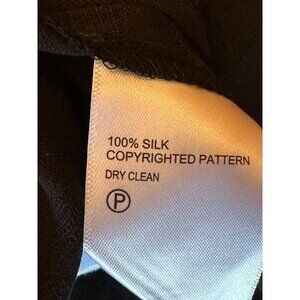 100% SILK
COPYRIGHTED PATTERN
DRY CLEAN
P